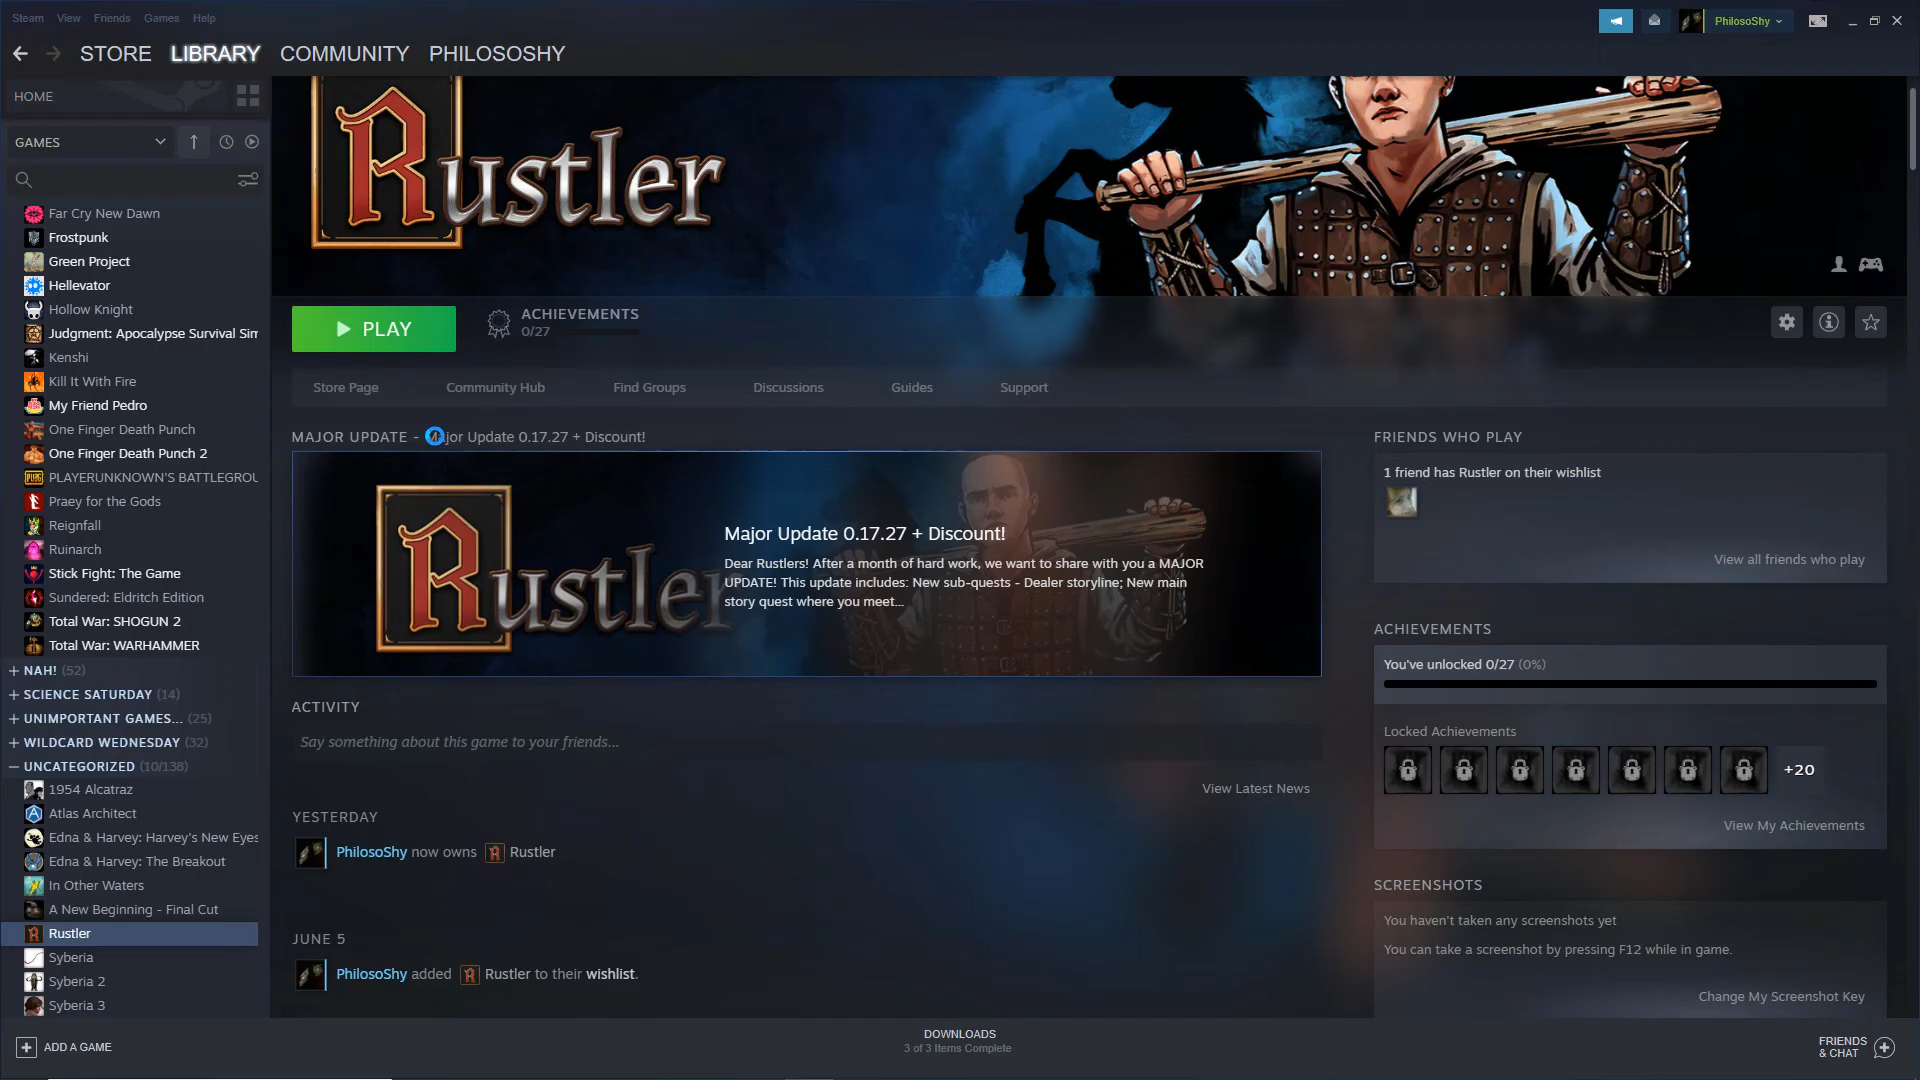 Steam View Friends Games Help
PhilosoShy
STORE LIBRARY COMMUNITY PHILOSOSHY
HOME
GAMES
Far Cry New Dawn
Frostpunk
Green Project
Hellevator
Hollow Knight
Judgment: Apocalypse Survival Sim
Kenshi
Kill It With Fire
My Friend Pedro
One Finger Death Punch
One Finger Death Punch 2
PLAYERUNKNOWN'S BATTLEGROU
Praey for the Gods
Reignfall
Ruinarch
Stick Fight: The Game
Sundered: Eldritch Edition
Total War: SHOGUN 2
Total War: WARHAMMER
+ NAH! (52)
+ SCIENCE SATURDAY (14)
+ UNIMPORTANT GAMES... (25)
+ WILDCARD WEDNESDAY (32)
− UNCATEGORIZED (10/138)
1954 Alcatraz
Atlas Architect
Edna & Harvey: Harvey's New Eyes
Edna & Harvey: The Breakout
In Other Waters
A New Beginning - Final Cut
Rustler
Syberia
Syberia 2
Syberia 3
ADD A GAME
Rustler
PLAY
ACHIEVEMENTS
0/27
Store Page Community Hub Find Groups Discussions Guides Support
MAJOR UPDATE - Major Update 0.17.27 + Discount!
Rustler
Major Update 0.17.27 + Discount!
Dear Rustlers! After a month of hard work, we want to share with you a MAJOR
UPDATE! This update includes: New sub-quests - Dealer storyline; New main
story quest where you meet...
ACTIVITY
Say something about this game to your friends...
View Latest News
YESTERDAY
PhilosoShy now owns Rustler
JUNE 5
PhilosoShy added Rustler to their wishlist.
FRIENDS WHO PLAY
1 friend has Rustler on their wishlist
View all friends who play
ACHIEVEMENTS
You've unlocked 0/27 (0%)
Locked Achievements
+20
View My Achievements
SCREENSHOTS
You haven't taken any screenshots yet
You can take a screenshot by pressing F12 while in game.
Change My Screenshot Key
DOWNLOADS
3 of 3 Items Complete
FRIENDS
& CHAT